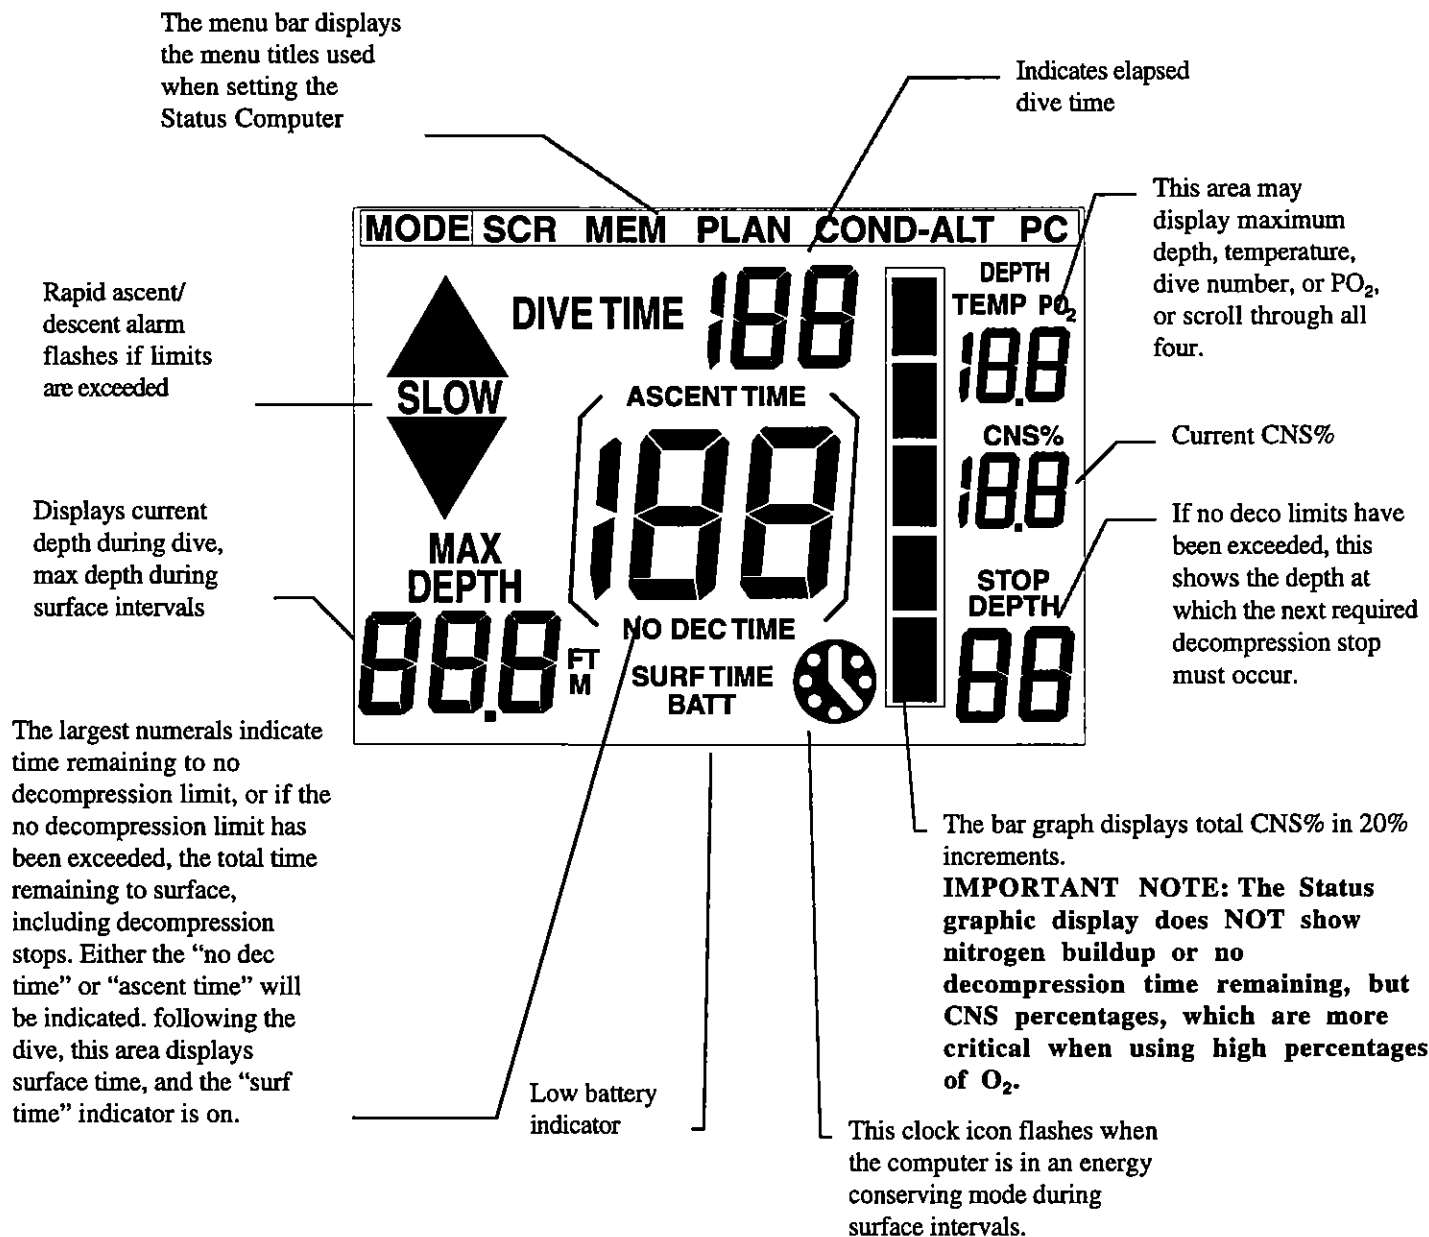 The menu bar displays
the menu titles used
when setting the
Status Computer
Indicates elapsed
dive time
This area may
display maximum
depth, temperature,
dive number, or PO₂,
or scroll through all
four.
Rapid ascent/
descent alarm
flashes if limits
are exceeded
MODE SCR MEM PLAN COND-ALT PC
DIVE TIME 188
DEPTH
TEMP PO₂
18.8
SLOW
ASCENT TIME
188
CNS%
18.8
Current CNS%
Displays current
depth during dive,
max depth during
surface intervals
If no deco limits have
been exceeded, this
shows the depth at
which the next required
decompression stop
must occur.
MAX
DEPTH
888.8
FT
M
NO DEC TIME
SURF TIME
BATT
STOP
DEPTH
88
The largest numerals indicate
time remaining to no
decompression limit, or if the
no decompression limit has
been exceeded, the total time
remaining to surface,
including decompression
stops. Either the “no dec
time” or “ascent time” will
be indicated. following the
dive, this area displays
surface time, and the “surf
time” indicator is on.
Low battery
indicator
The bar graph displays total CNS% in 20%
increments.
IMPORTANT NOTE: The Status
graphic display does NOT show
nitrogen buildup or no
decompression time remaining, but
CNS percentages, which are more
critical when using high percentages
of O₂.
This clock icon flashes when
the computer is in an energy
conserving mode during
surface intervals.